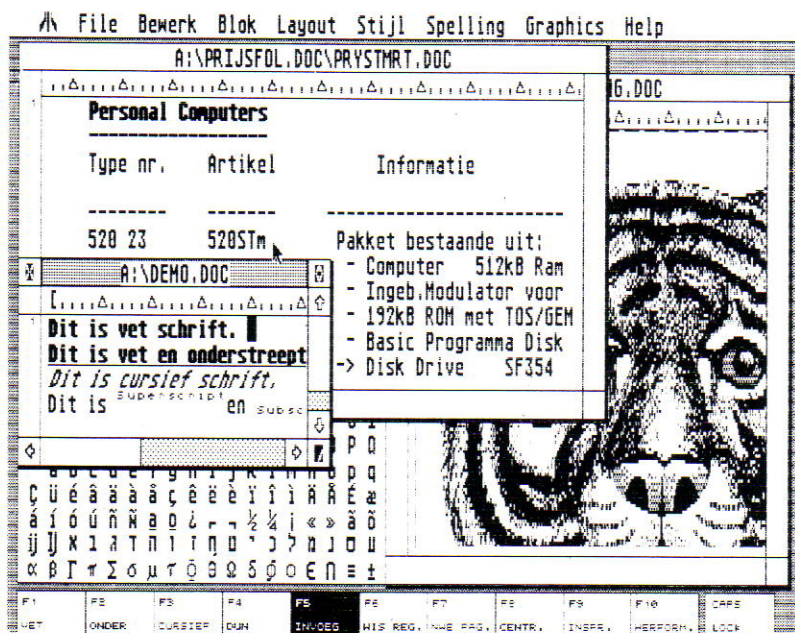 File Bewerk Blok Layout Stijl Spelling Graphics Help
A:\PRIJSFOL.DOC\PRYSTMRT.DOC
G.DOC
Personal Computers
Type nr. Artikel Informatie
520 23 520STm Pakket bestaande uit:
- Computer 512kB Ram
- Ingeb.Modulator voor
- 192kB ROM met TOS/GEM
- Basic Programma Disk
-> Disk Drive SF354
A:\DEMO.DOC
Dit is vet schrift.
Dit is vet en onderstreept
Dit is cursief schrift.
Dit is Superscript en Subsc
P Q
p q
Ç ü é â ä à å ç ê ë è ï î ì Ä Å É æ
á í ó ú ñ Ñ
½ ¼ ¡ « » ã õ
α β Γ π Σ σ μ τ
F1 F2 F3 F4 F5 F6 F7 F8 F9 F10 CAPS
VET ONDER CURSIEF DUN INVOEG WIS REG. NWE PAG. CENTR. INSPR. HERFORM. LOCK